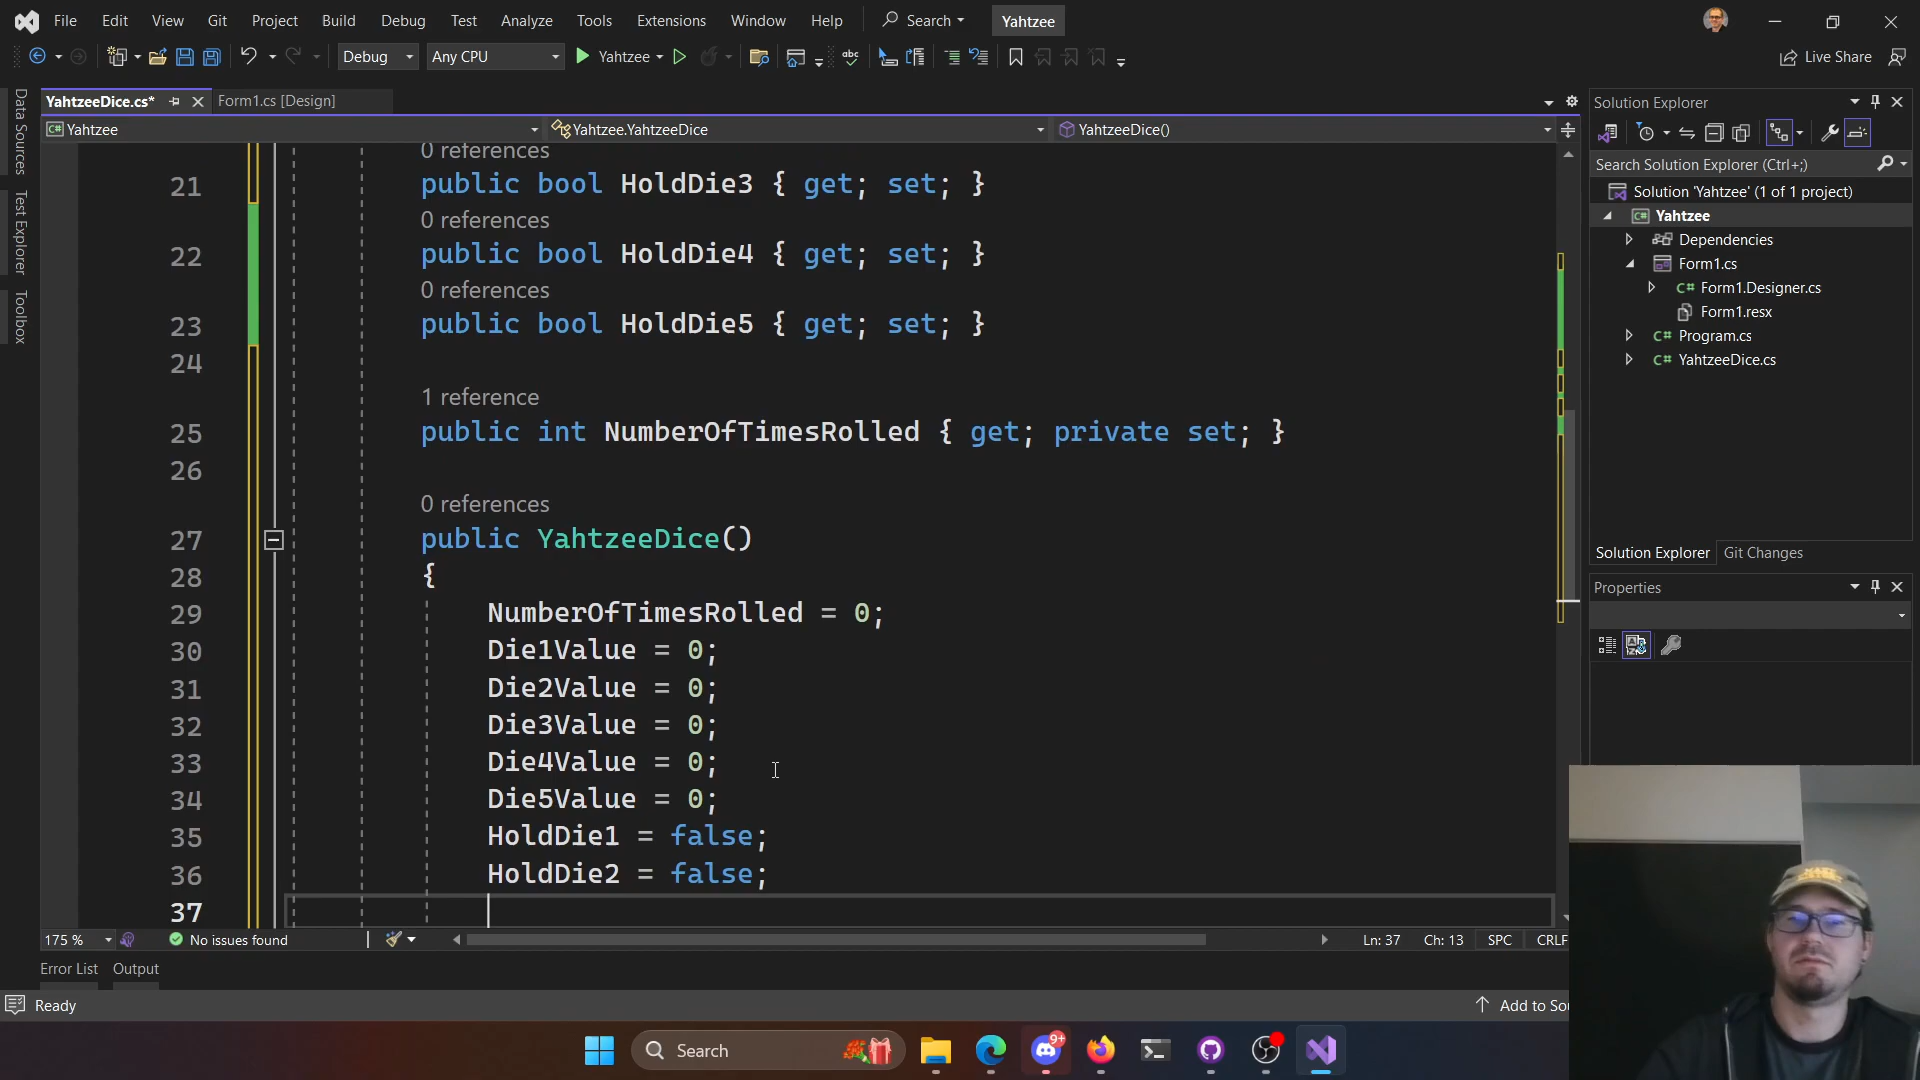 File Edit View Git Project Build Debug Test Analyze Tools Extensions Window Help Search Yahtzee
Debug Any CPU Yahtzee abc Live Share
YahtzeeDice.cs* Form1.cs [Design]
Yahtzee Yahtzee.YahtzeeDice YahtzeeDice()
Data Sources
Test Explorer
Toolbox
0 references
21 public bool HoldDie3 { get; set; }
0 references
22 public bool HoldDie4 { get; set; }
0 references
23 public bool HoldDie5 { get; set; }
24
1 reference
25 public int NumberOfTimesRolled { get; private set; }
26
0 references
27 public YahtzeeDice()
28 {
29 NumberOfTimesRolled = 0;
30 Die1Value = 0;
31 Die2Value = 0;
32 Die3Value = 0;
33 Die4Value = 0;
34 Die5Value = 0;
35 HoldDie1 = false;
36 HoldDie2 = false;
37
175 % No issues found Ln: 37 Ch: 13 SPC CRLF
Error List Output
Ready Add to So
Solution Explorer
Search Solution Explorer (Ctrl+;)
Solution 'Yahtzee' (1 of 1 project)
C# Yahtzee
Dependencies
Form1.cs
C# Form1.Designer.cs
Form1.resx
C# Program.cs
C# YahtzeeDice.cs
Solution Explorer Git Changes
Properties
Search 9+